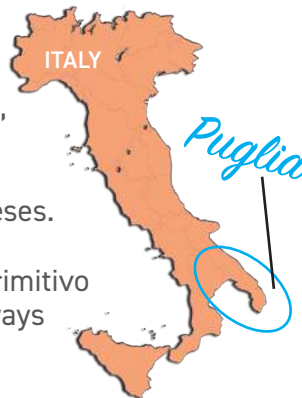 ITALY
,
Puglia
eses.
rimitivo
ays